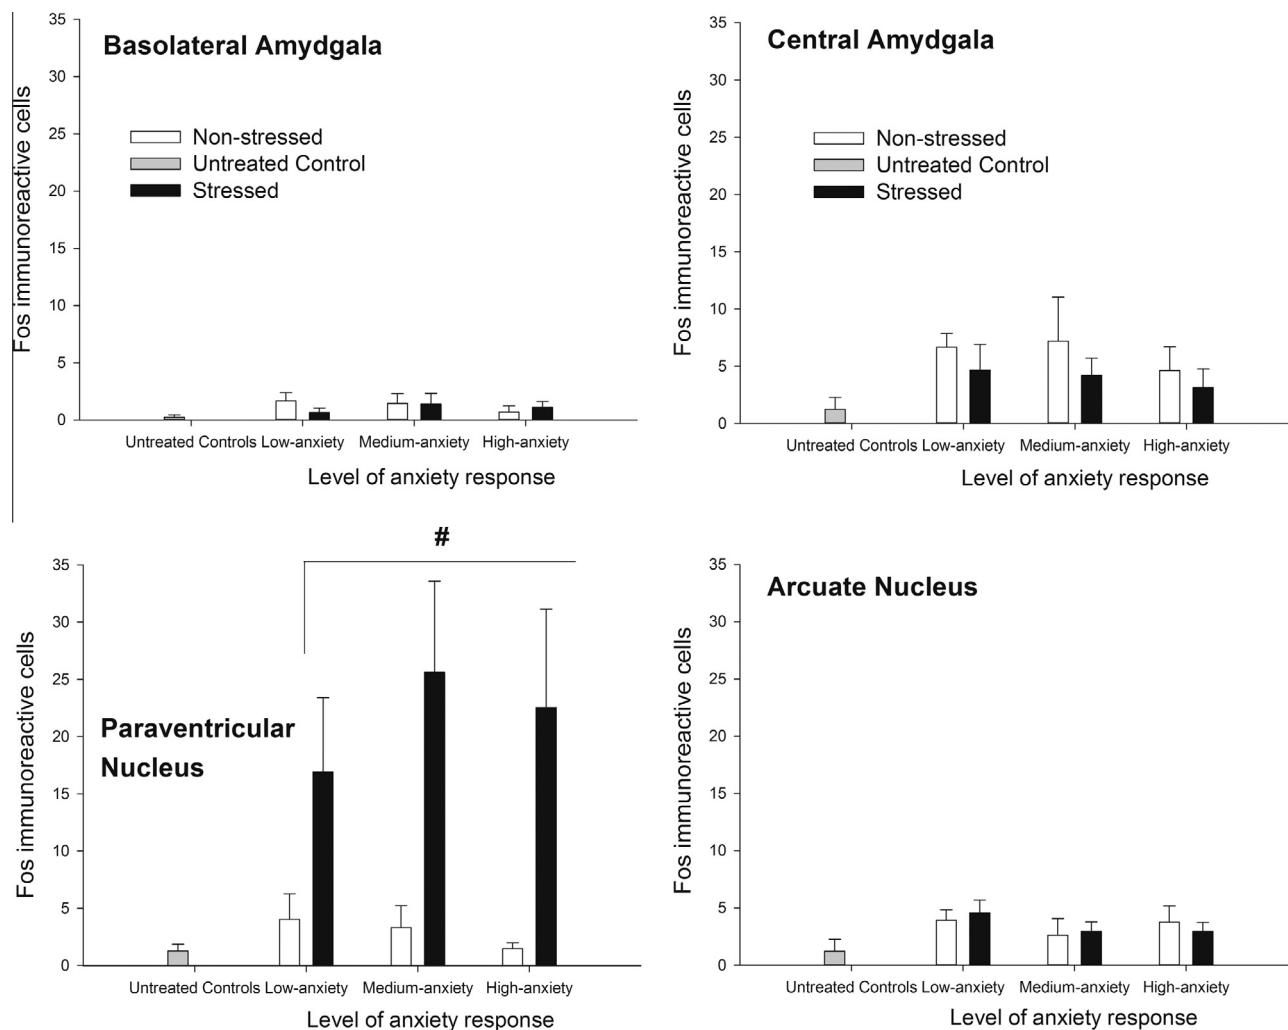 Basolateral Amydgala
Fos immunoreactive cells
35
30
25
20
15
10
5
0
Non-stressed
Untreated Control
Stressed
Untreated Controls Low-anxiety Medium-anxiety High-anxiety
Level of anxiety response
Central Amydgala
Fos immunoreactive cells
35
30
25
20
15
10
5
0
Non-stressed
Untreated Control
Stressed
Untreated Controls Low-anxiety Medium-anxiety High-anxiety
Level of anxiety response
#
Paraventricular
Nucleus
Fos immunoreactive cells
35
30
25
20
15
10
5
0
Untreated Controls Low-anxiety Medium-anxiety High-anxiety
Level of anxiety response
Arcuate Nucleus
Fos immunoreactive cells
35
30
25
20
15
10
5
0
Untreated Controls Low-anxiety Medium-anxiety High-anxiety
Level of anxiety response